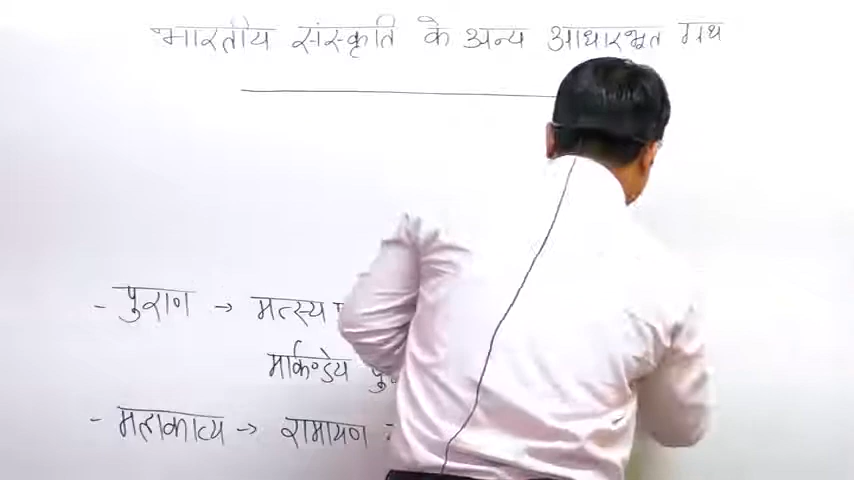 भारतीय संस्कृति के अन्य आधारभूत ग्रंथ
- पुराण → मत्स्य
मार्कण्डेय पु
- महाकाव्य → रामायण